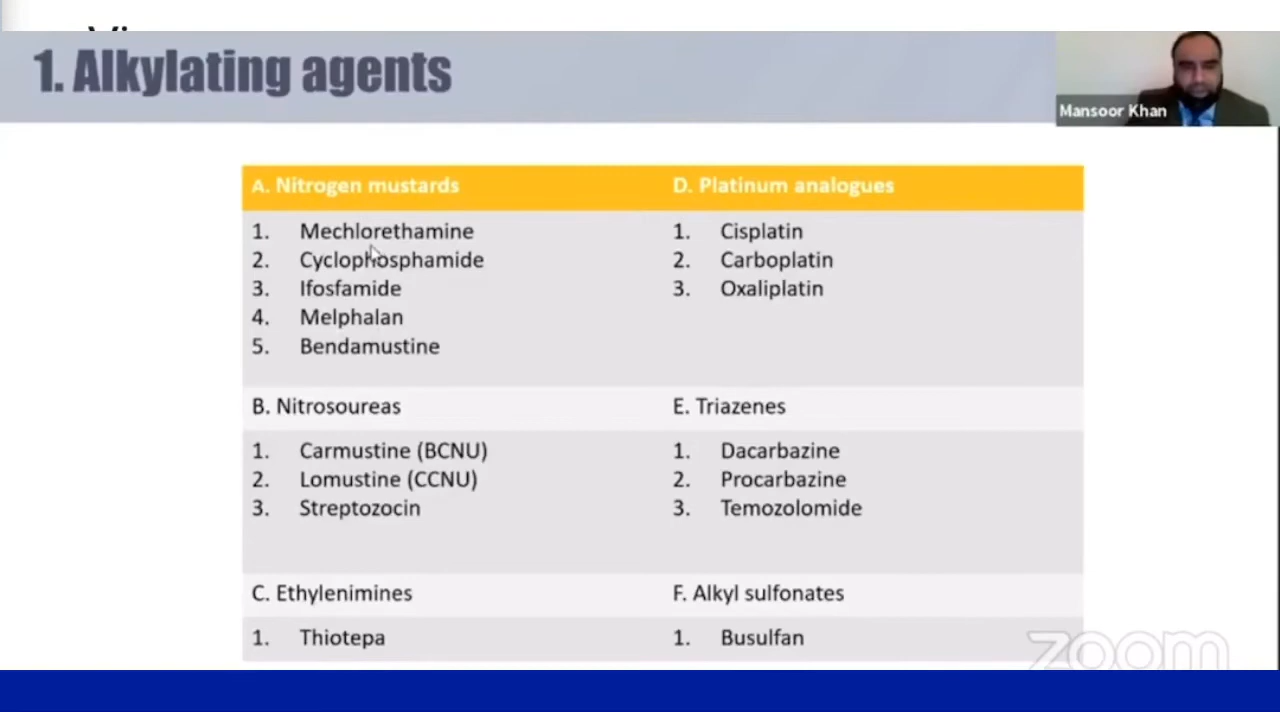 1. Alkylating agents
Mansoor Khan
A. Nitrogen mustards
1. Mechlorethamine
2. Cyclophosphamide
3. Ifosfamide
4. Melphalan
5. Bendamustine
D. Platinum analogues
1. Cisplatin
2. Carboplatin
3. Oxaliplatin
B. Nitrosoureas
1. Carmustine (BCNU)
2. Lomustine (CCNU)
3. Streptozocin
E. Triazenes
1. Dacarbazine
2. Procarbazine
3. Temozolomide
C. Ethylenimines
1. Thiotepa
F. Alkyl sulfonates
1. Busulfan
zoom